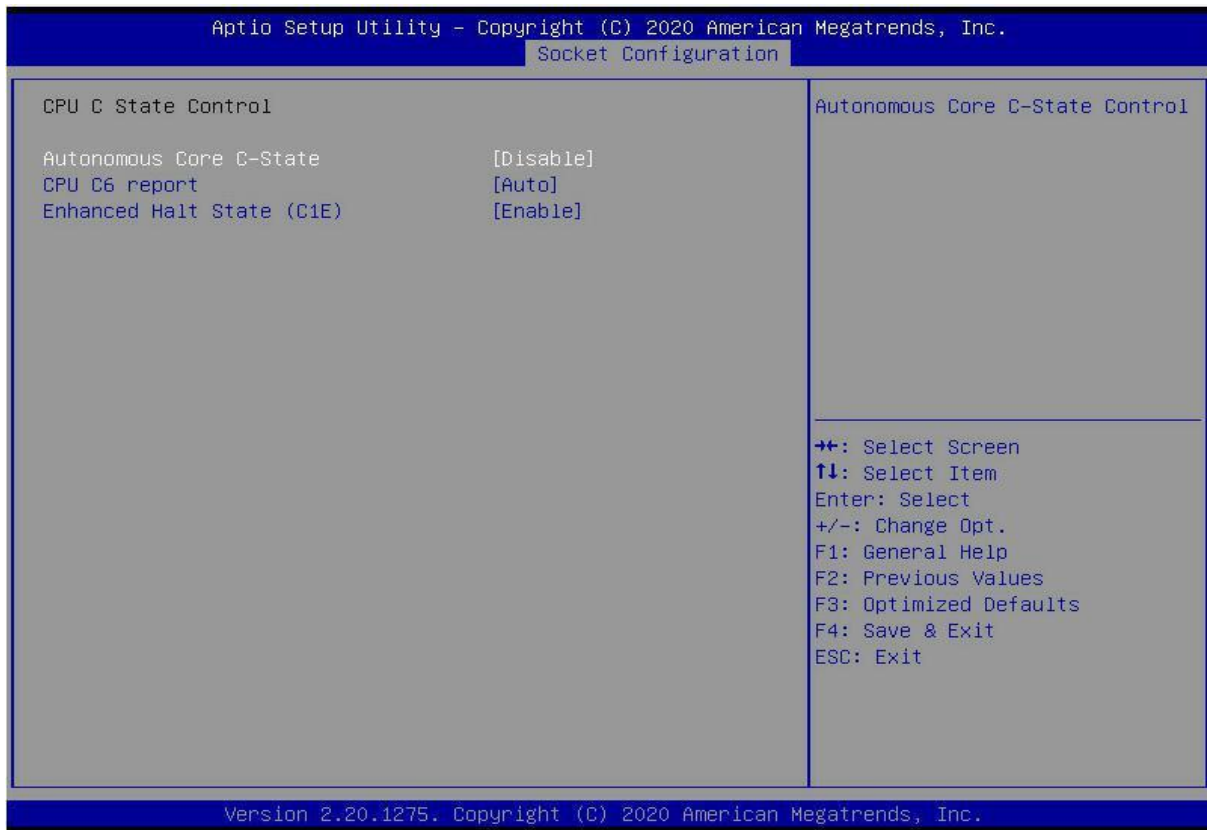 Aptio Setup Utility – Copyright (C) 2020 American Megatrends, Inc.
Socket Configuration
CPU C State Control
Autonomous Core C-State [Disable]
CPU C6 report [Auto]
Enhanced Halt State (C1E) [Enable]
Autonomous Core C-State Control
→←: Select Screen
↑↓: Select Item
Enter: Select
+/-: Change Opt.
F1: General Help
F2: Previous Values
F3: Optimized Defaults
F4: Save & Exit
ESC: Exit
Version 2.20.1275. Copyright (C) 2020 American Megatrends, Inc.